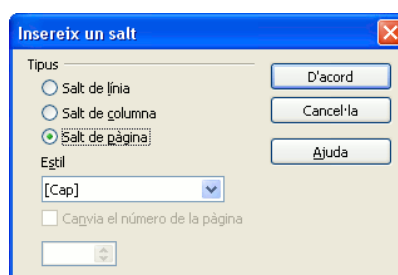 Insereix un salt
Tipus
Salt de línia
Salt de columna
Salt de pàgina
Estil
[Cap]
Canvia el número de la pàgina
D'acord
Cancel·la
Ajuda